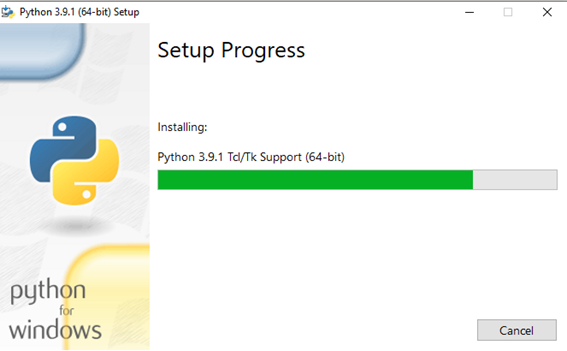 Python 3.9.1 (64-bit) Setup
Setup Progress
Installing:
Python 3.9.1 Tcl/Tk Support (64-bit)
python
for
windows
Cancel